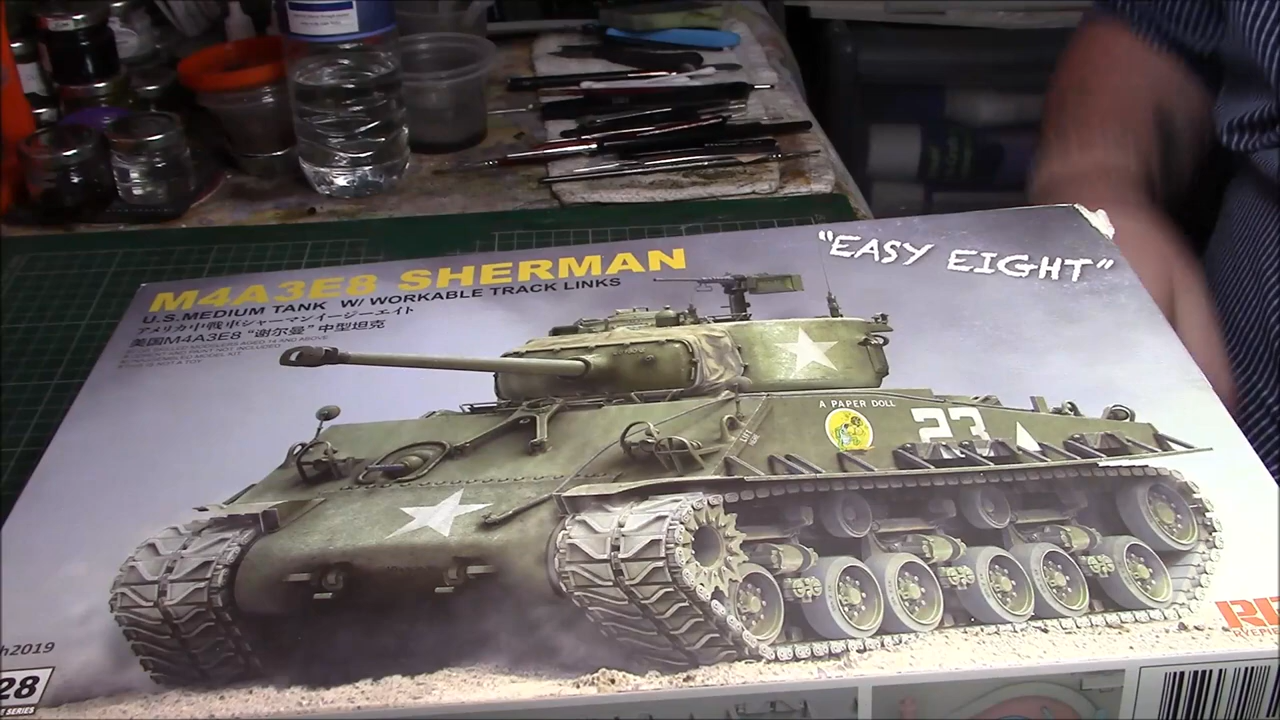 "EASY EIGHT"
M4A3E8 SHERMAN
U.S. MEDIUM TANK W/ WORKABLE TRACK LINKS
アメリカ中戦車シャーマンイージーエイト
美国M4A3E8 "谢尔曼" 中型坦克
A PAPER DOLL
23
h2019
28
SERIES